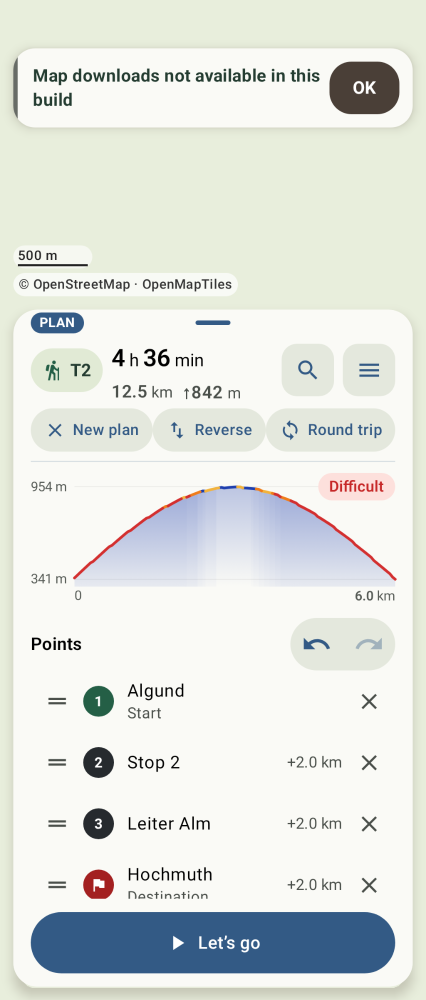 Map downloads not available in this
build
OK
500 m
© OpenStreetMap · OpenMapTiles
PLAN
T2
4 h 36 min
12.5 km ↑842 m
New plan
Reverse
Round trip
954 m
Difficult
341 m
0
6.0 km
Points
1
Algund
Start
2
Stop 2
+2.0 km
3
Leiter Alm
+2.0 km
Hochmuth
+2.0 km
Destination
Let's go